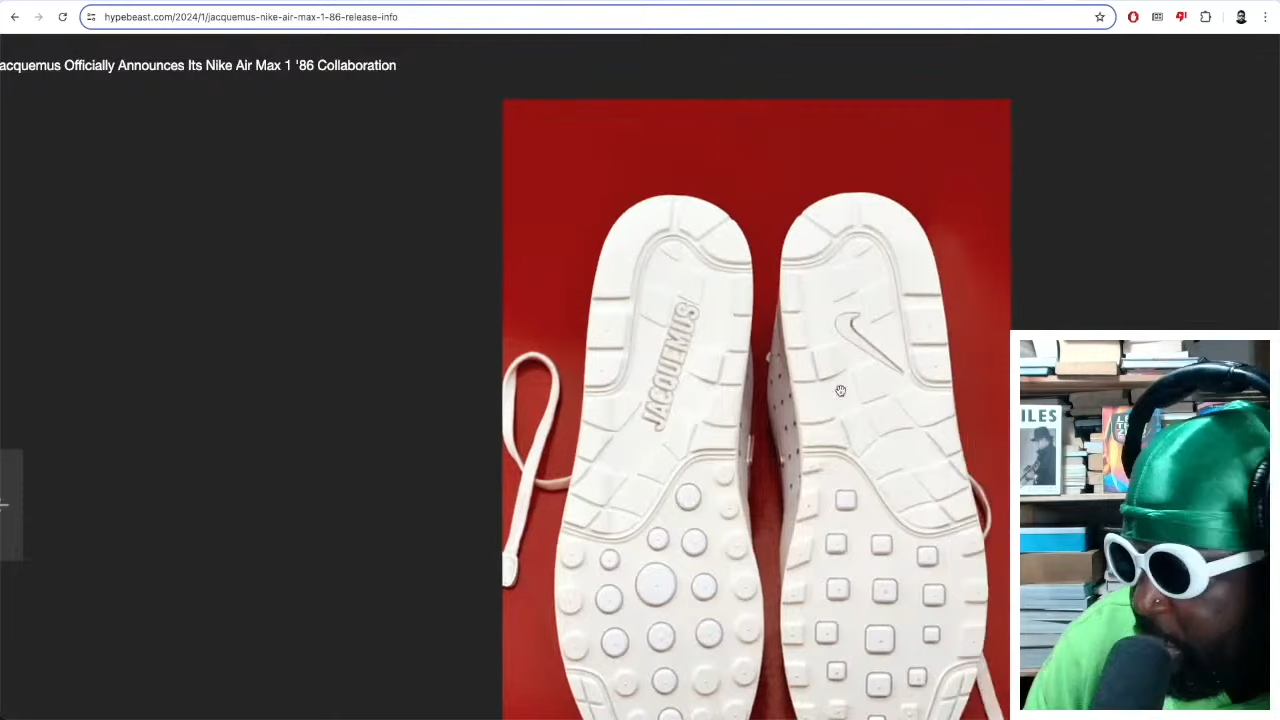 hypebeast.com/2024/1/jacquemus-nike-air-max-1-86-release-info
acquemus Officially Announces Its Nike Air Max 1 '86 Collaboration
JACQUEMUS
ILES